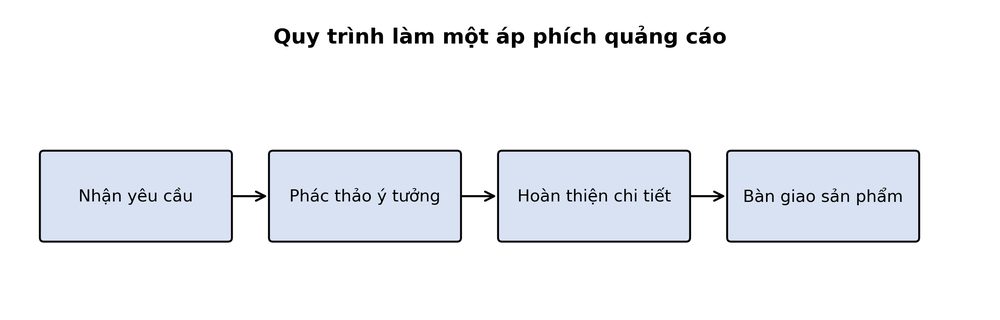 Quy trình làm một áp phích quảng cáo
Nhận yêu cầu
Phác thảo ý tưởng
Hoàn thiện chi tiết
Bàn giao sản phẩm